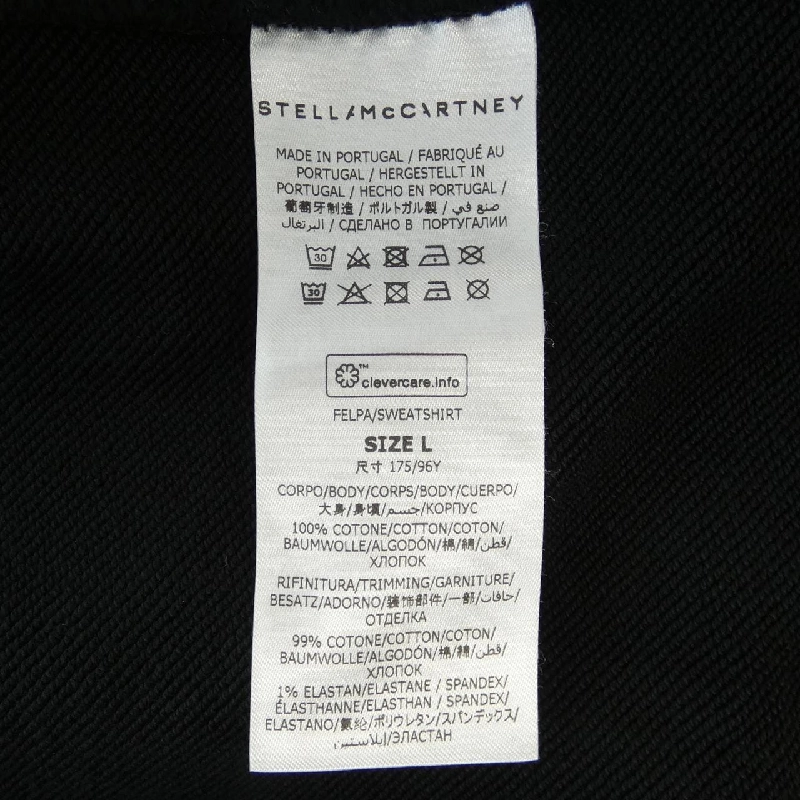 STELLA McCARTNEY
MADE IN PORTUGAL / FABRIQUÉ AU
PORTUGAL / HERGESTELLT IN
PORTUGAL / HECHO EN PORTUGAL /
葡萄牙制造 / ポルトガル製 / صنع في
البرتغال / СДЕЛАНО В ПОРТУГАЛИИ
30
30
™
clevercare.info
FELPA/SWEATSHIRT
SIZE L
尺寸 175/96Y
CORPO/BODY/CORPS/BODY/CUERPO/
大身/身頃/جسم/КОРПУС
100% COTONE/COTTON/COTON/
BAUMWOLLE/ALGODÓN/棉/綿/قطن/
ХЛОПОК
RIFINITURA/TRIMMING/GARNITURE/
BESATZ/ADORNO/装饰部件/一部/حافات/
ОТДЕЛКА
99% COTONE/COTTON/COTON/
BAUMWOLLE/ALGODÓN/棉/綿/قطن/
ХЛОПОК
1% ELASTAN/ELASTANE / SPANDEX/
ÉLASTHANNE/ELASTHAN / SPANDEX/
ELASTANO/氨纶/ポリウレタン/スパンデックス/
إيلاستين/ЭЛАСТАН